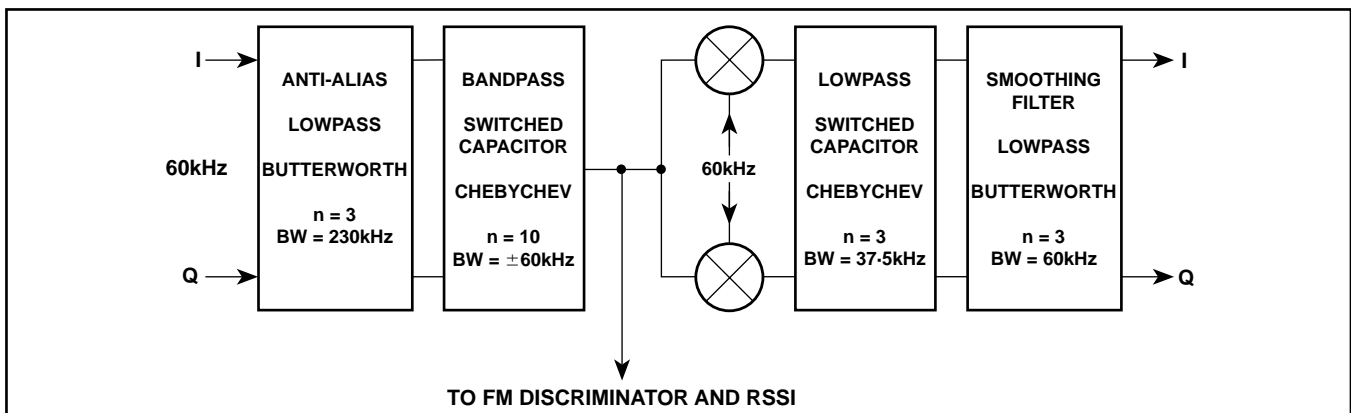 I
60kHz
Q
ANTI-ALIAS
LOWPASS
BUTTERWORTH
n = 3
BW = 230kHz
BANDPASS
SWITCHED
CAPACITOR
CHEBYCHEV
n = 10
BW = ±60kHz
60kHz
LOWPASS
SWITCHED
CAPACITOR
CHEBYCHEV
n = 3
BW = 37·5kHz
SMOOTHING
FILTER
LOWPASS
BUTTERWORTH
n = 3
BW = 60kHz
I
Q
TO FM DISCRIMINATOR AND RSSI